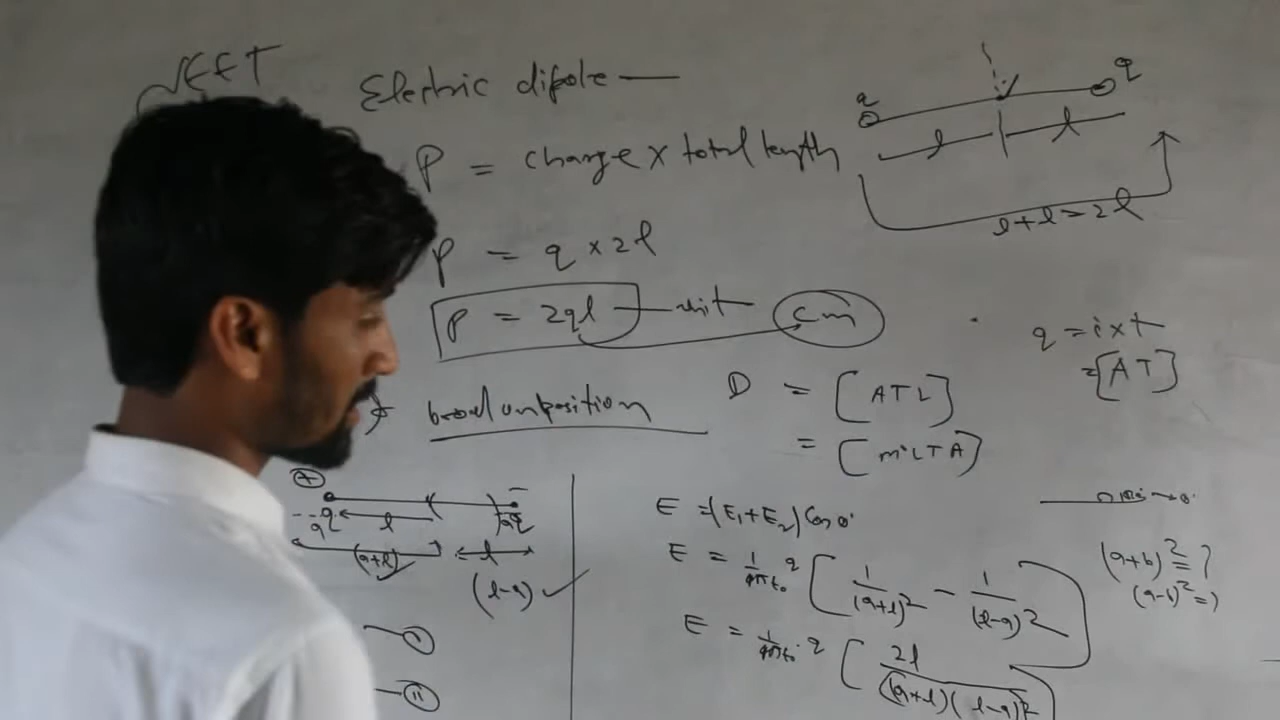 NEET
Electric dipole —
q q
P = charge × total length
l l
l+l=2l
P = q × 2l
P = 2ql unit cm
q = i×t
=[AT]
D = [ATL]
= [M°LTA]
broad on position
+ −
-q q
l
(a+l) l
(l-a)
E = (E₁+E₂) Cos θ
E = 1/4πε₀ q [ 1/(a+l)² − 1/(l-a)²
(a+b)² = ?
(a-b)² = ?
E = 1/4πε₀ q [ 2l/(a+l)(l-a)²
I
II